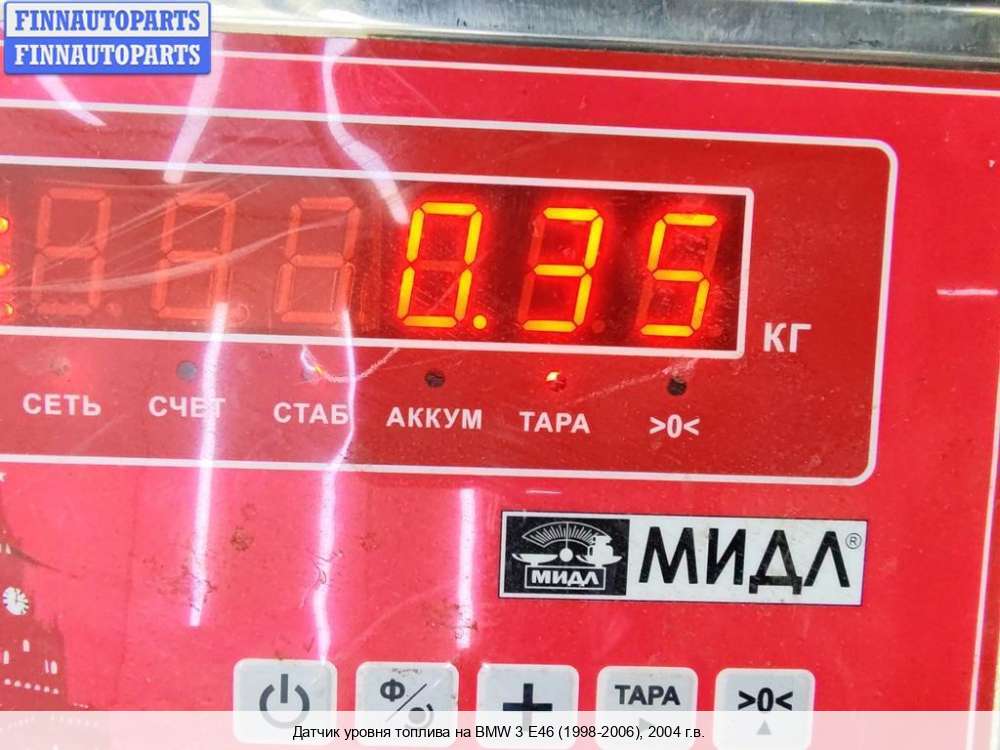 FINNAUTOPARTS
FINNAUTOPARTS
0.35
КГ
СЕТЬ СЧЕТ СТАБ АККУМ ТАРА >0<
МИДЛ МИДЛ®
Ф ТАРА >0<
Датчик уровня топлива на BMW 3 E46 (1998-2006), 2004 г.в.